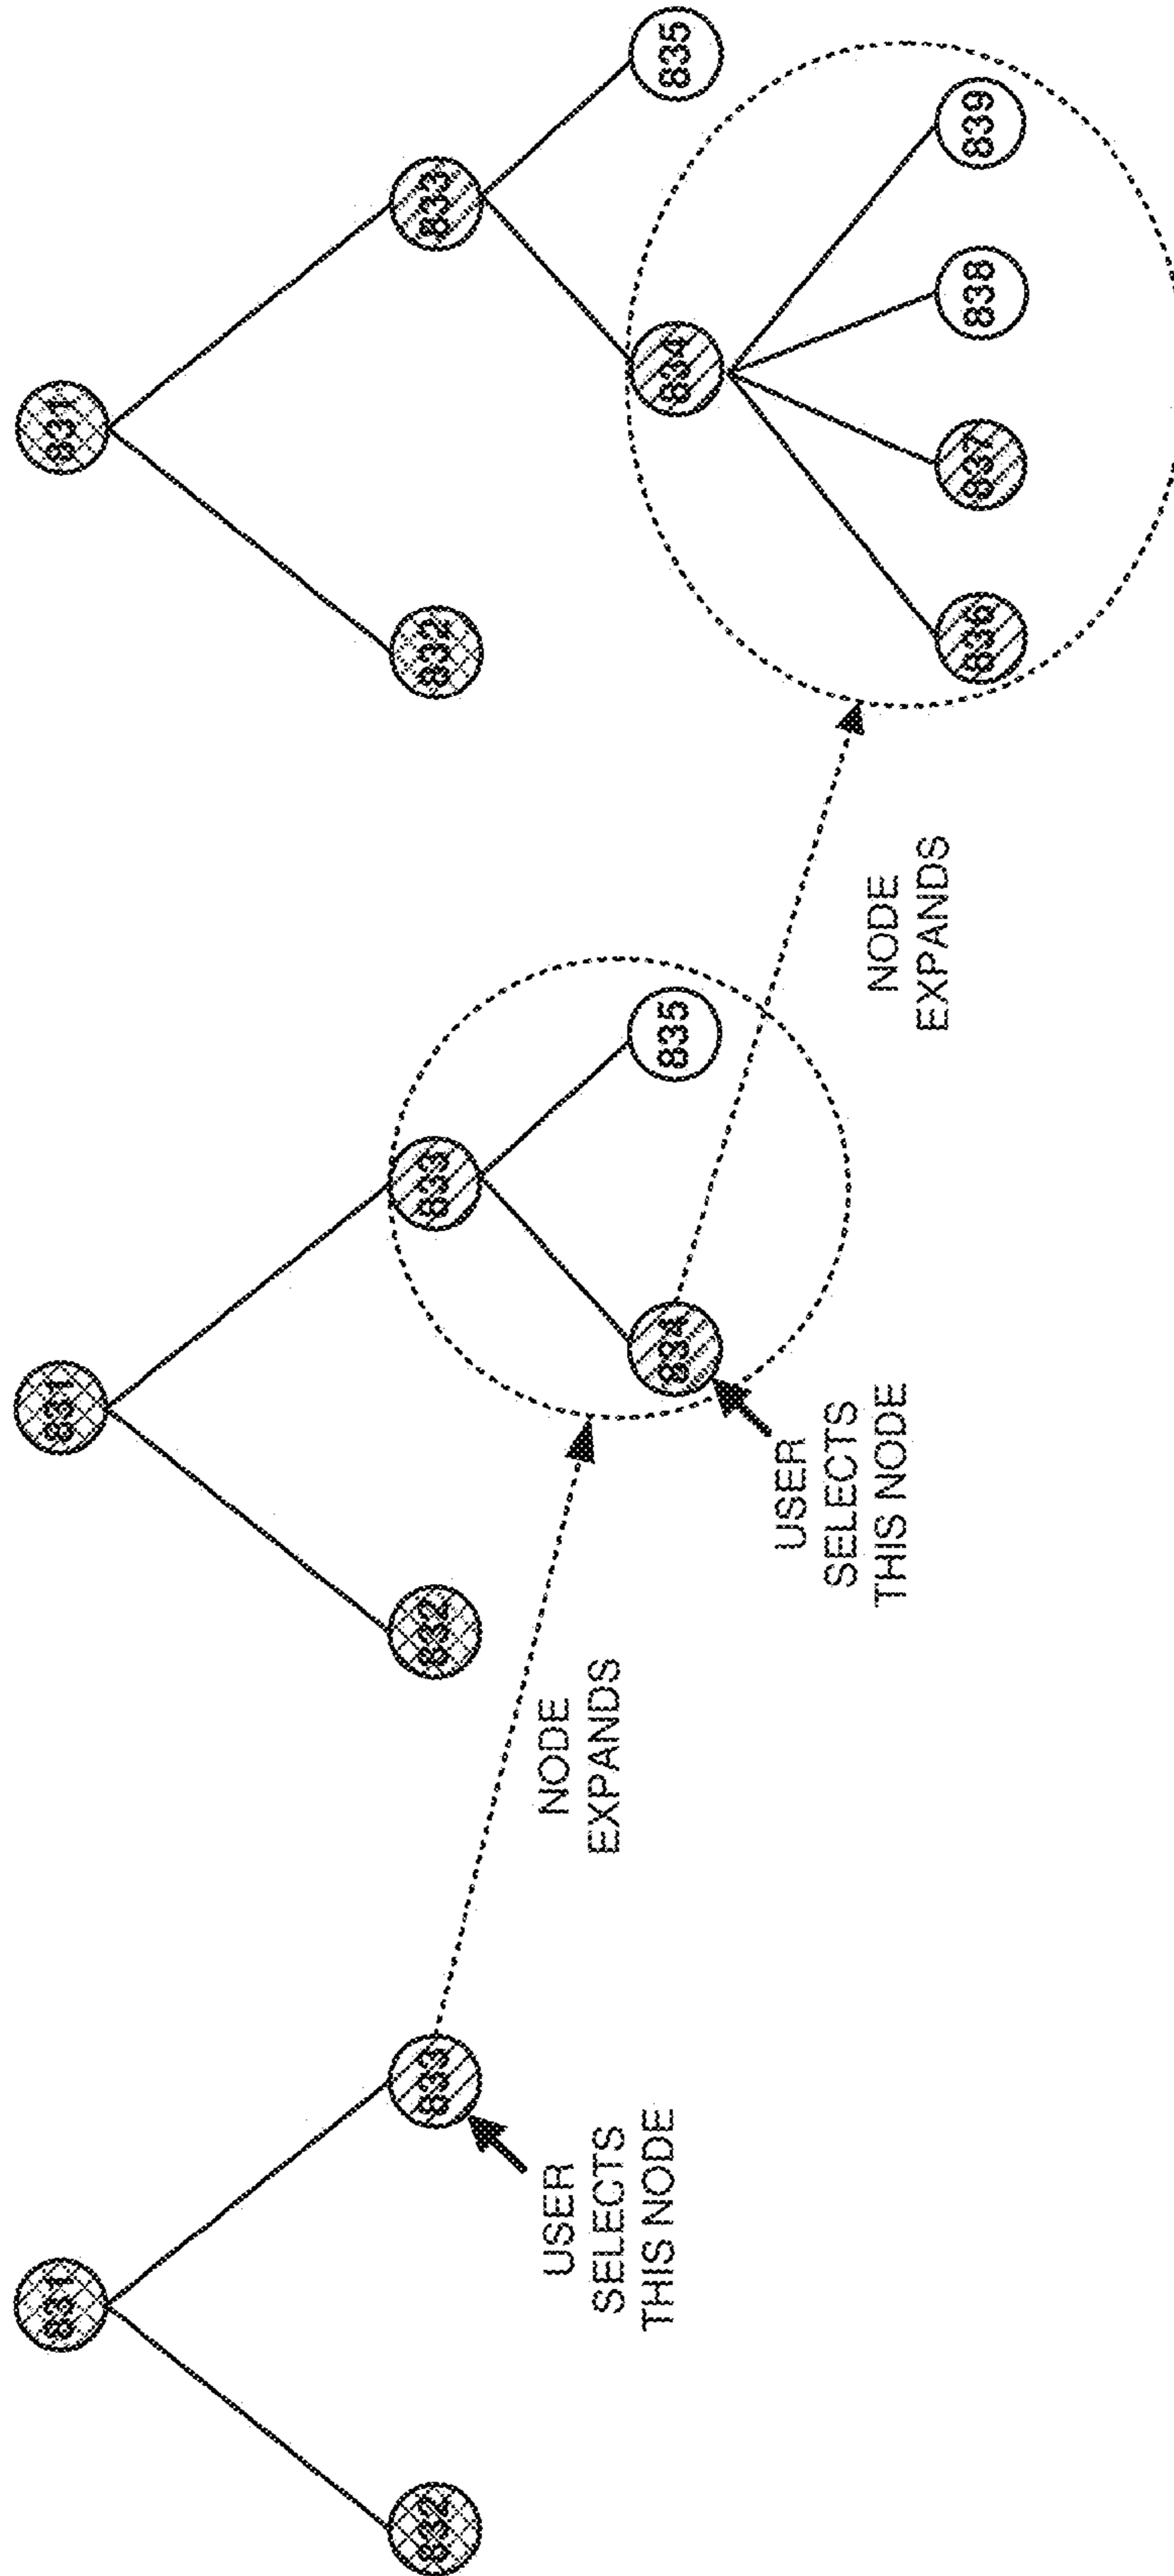 831
832
833
USER
SELECTS
THIS NODE
NODE
EXPANDS
831
832
833
834
835
USER
SELECTS
THIS NODE
NODE
EXPANDS
831
832
833
834
835
836
837
838
839